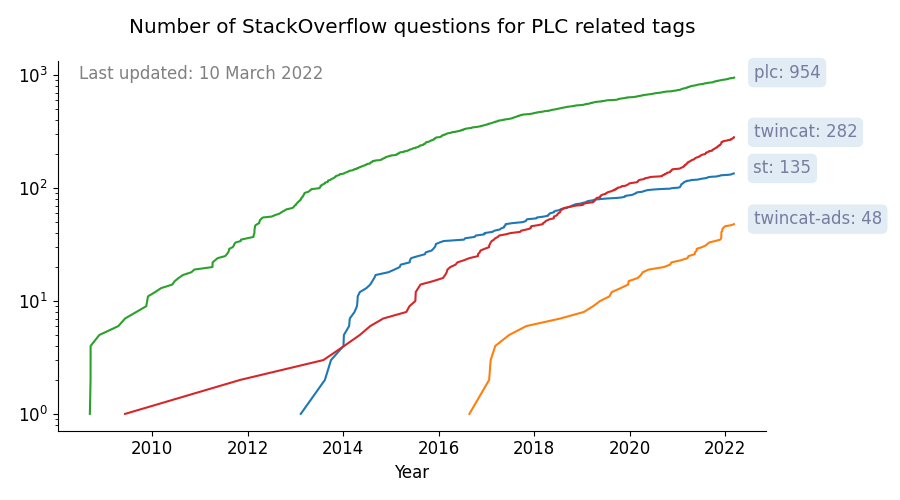 Number of StackOverflow questions for PLC related tags
Last updated: 10 March 2022
10³
10²
10¹
10⁰
plc: 954
twincat: 282
st: 135
twincat-ads: 48
2010 2012 2014 2016 2018 2020 2022
Year